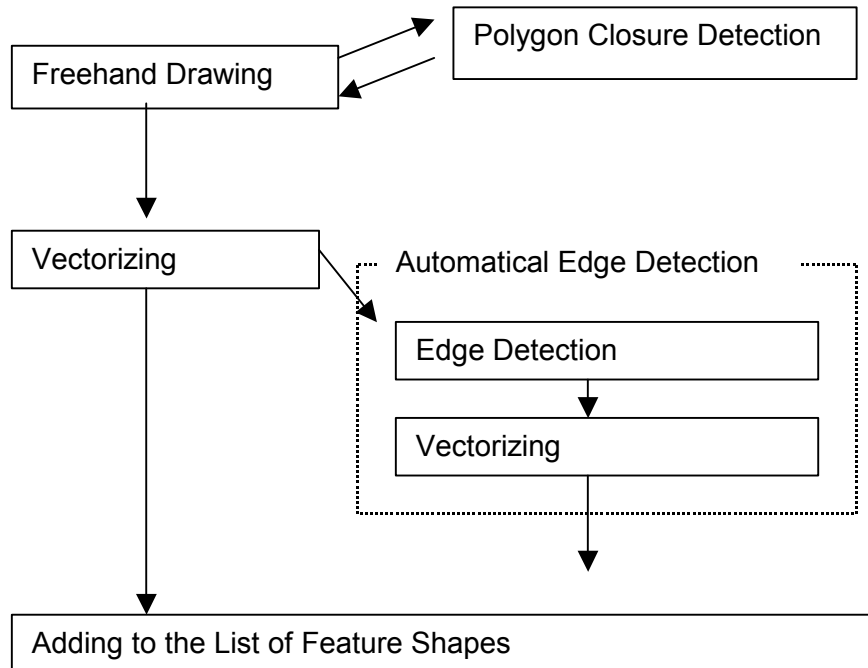 Polygon Closure Detection
Freehand Drawing
Vectorizing
Automatical Edge Detection
Edge Detection
Vectorizing
Adding to the List of Feature Shapes